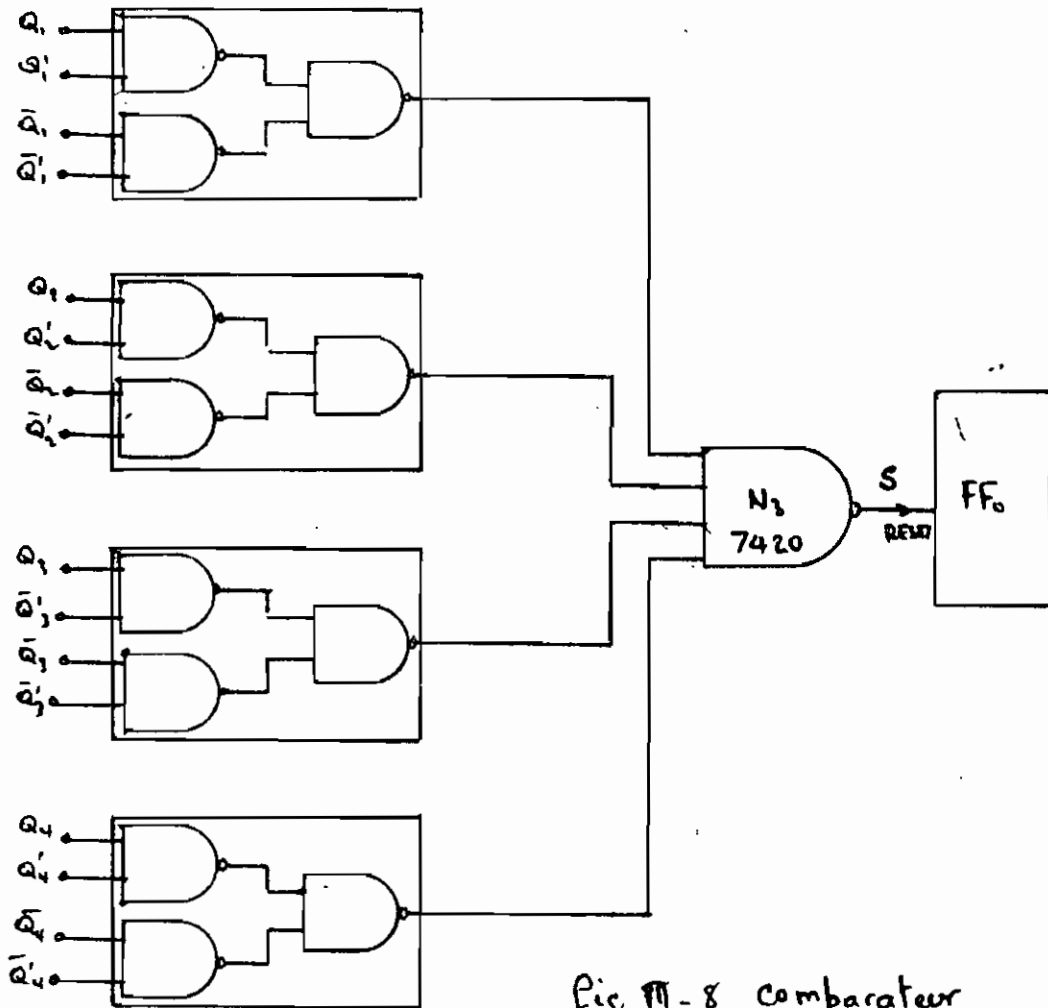 Q₁
Q'₁
Q̄₁
Q̄'₁
Q₂
Q'₂
Q̄₂
Q̄'₂
N₃
7420
S
RESET
FF₀
Q₃
Q̄'₃
Q̄₃
Q̄'₃
Q₄
Q'₄
Q̄₄
Q̄'₄
Fig III-8 comparateur